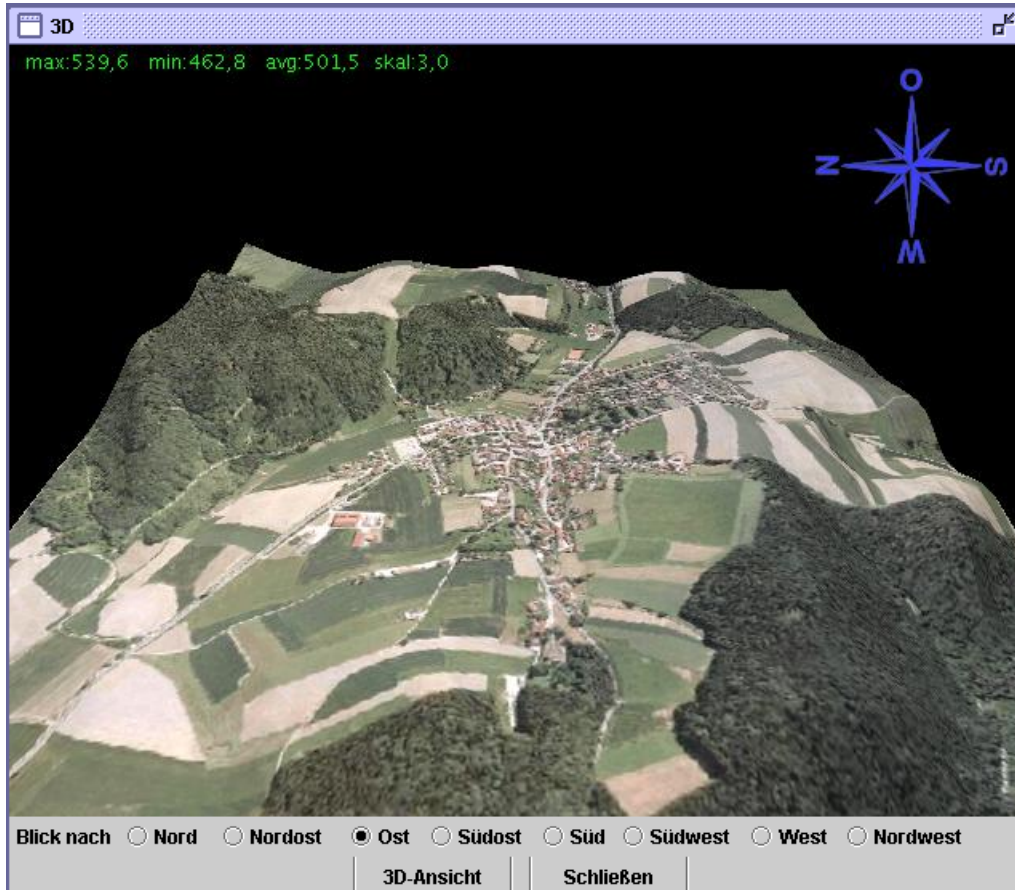 3D
max:539,6 min:462,8 avg:501,5 skal:3,0
O
N S
W
Blick nach Nord Nordost Ost Südost Süd Südwest West Nordwest
3D-Ansicht Schließen